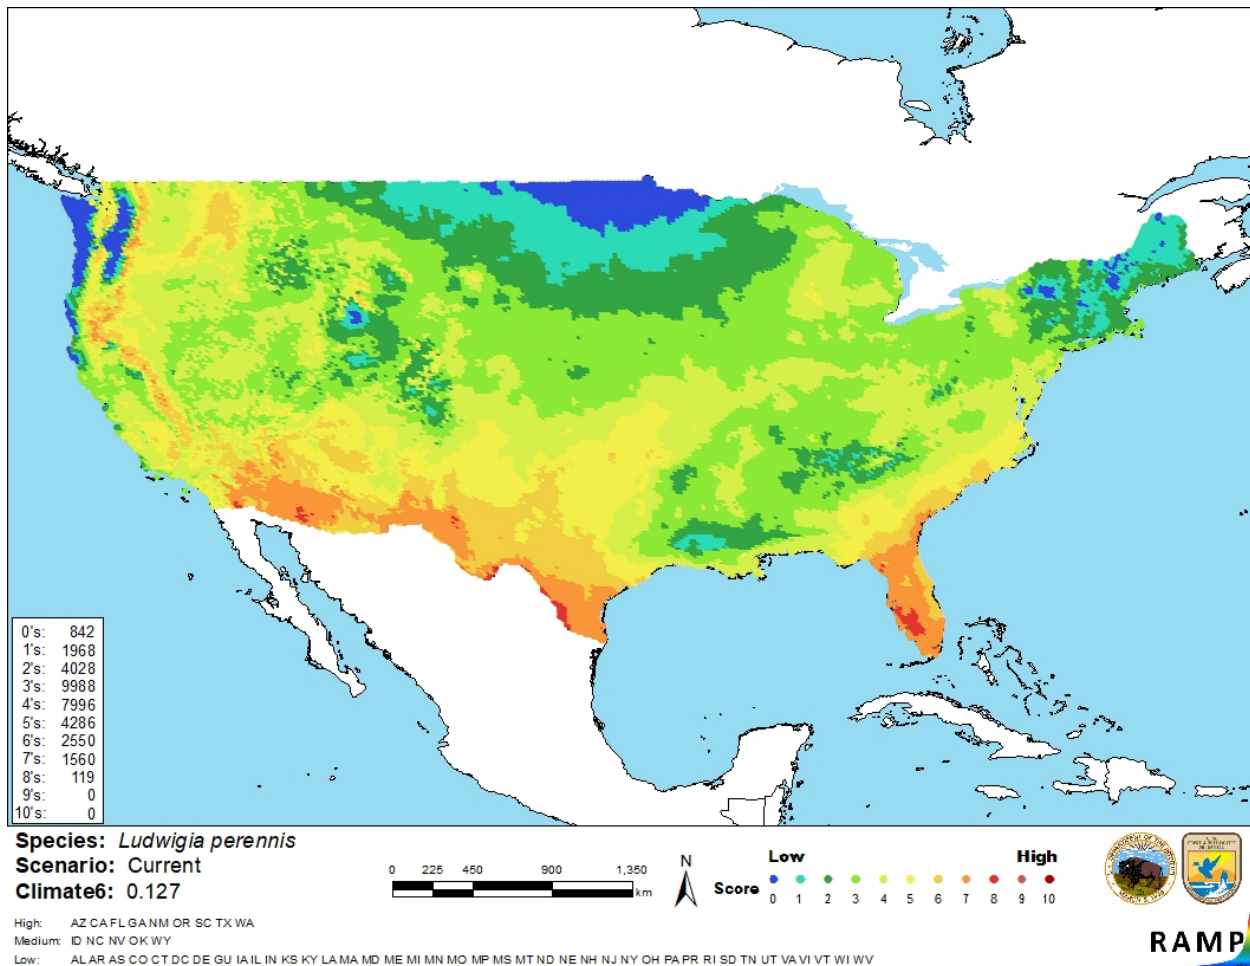 0's: 842
1's: 1968
2's: 4028
3's: 9988
4's: 7996
5's: 4286
6's: 2550
7's: 1560
8's: 119
9's: 0
10's: 0
Species: Ludwigia perennis
Scenario: Current
Climate6: 0.127
High: AZ CA FL GA NM OR SC TX WA
Medium: ID NC NV OK WY
Low: AL AR AS CO CT DC DE GU IA IL IN KS KY LA MA MD ME MI MN MO MP MS MT ND NE NH NJ NY OH PA PR RI SD TN UT VA VI VT WI WV
0 225 450 900 1,350
km
N
Low High
Score
0 1 2 3 4 5 6 7 8 9 10
RAMP